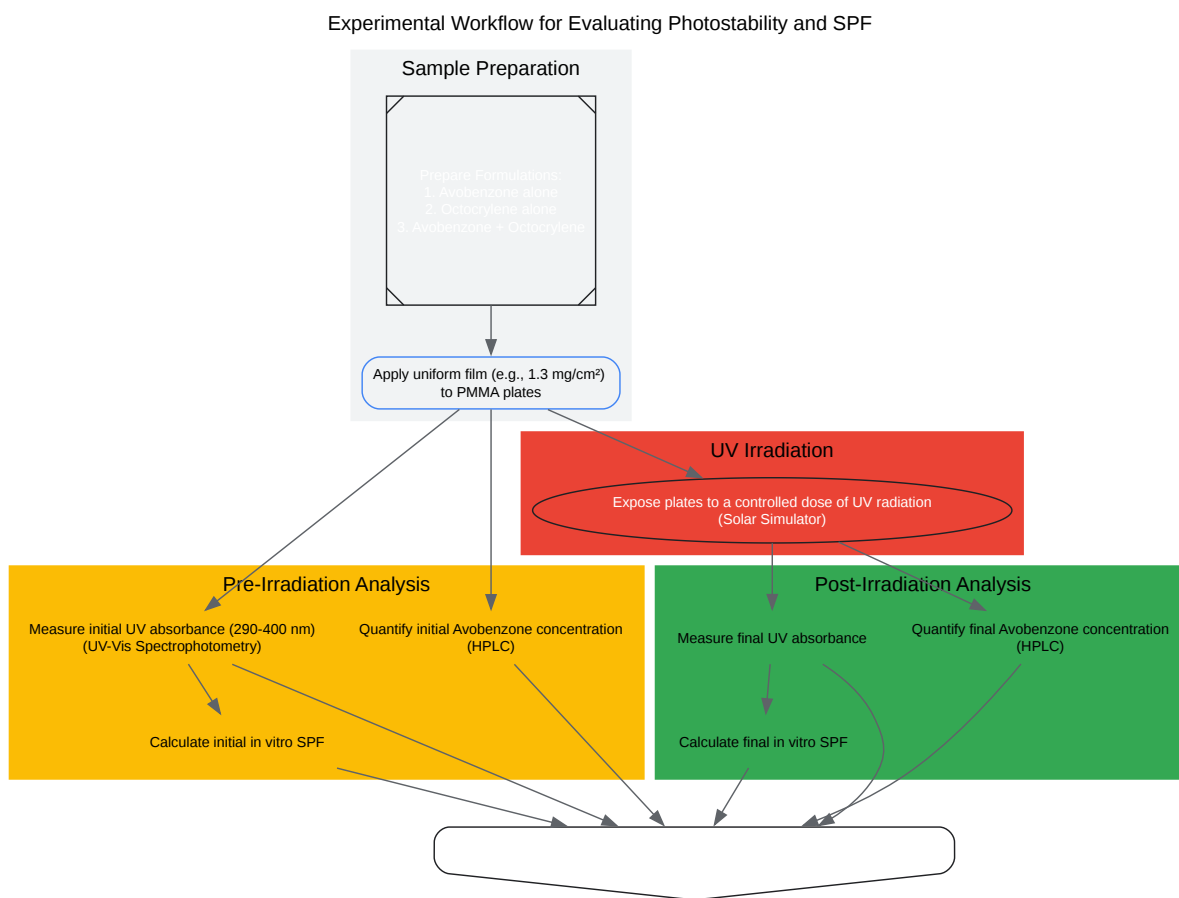 Experimental Workflow for Evaluating Photostability and SPF
Sample Preparation
Prepare Formulations:
1. Avobenzone alone
2. Octocrylene alone
3. Avobenzone + Octocrylene
Apply uniform film (e.g., 1.3 mg/cm²)
to PMMA plates
UV Irradiation
Expose plates to a controlled dose of UV radiation
(Solar Simulator)
Pre-Irradiation Analysis
Measure initial UV absorbance (290-400 nm)
(UV-Vis Spectrophotometry)
Quantify initial Avobenzone concentration
(HPLC)
Calculate initial in vitro SPF
Post-Irradiation Analysis
Measure final UV absorbance
Quantify final Avobenzone concentration
(HPLC)
Calculate final in vitro SPF